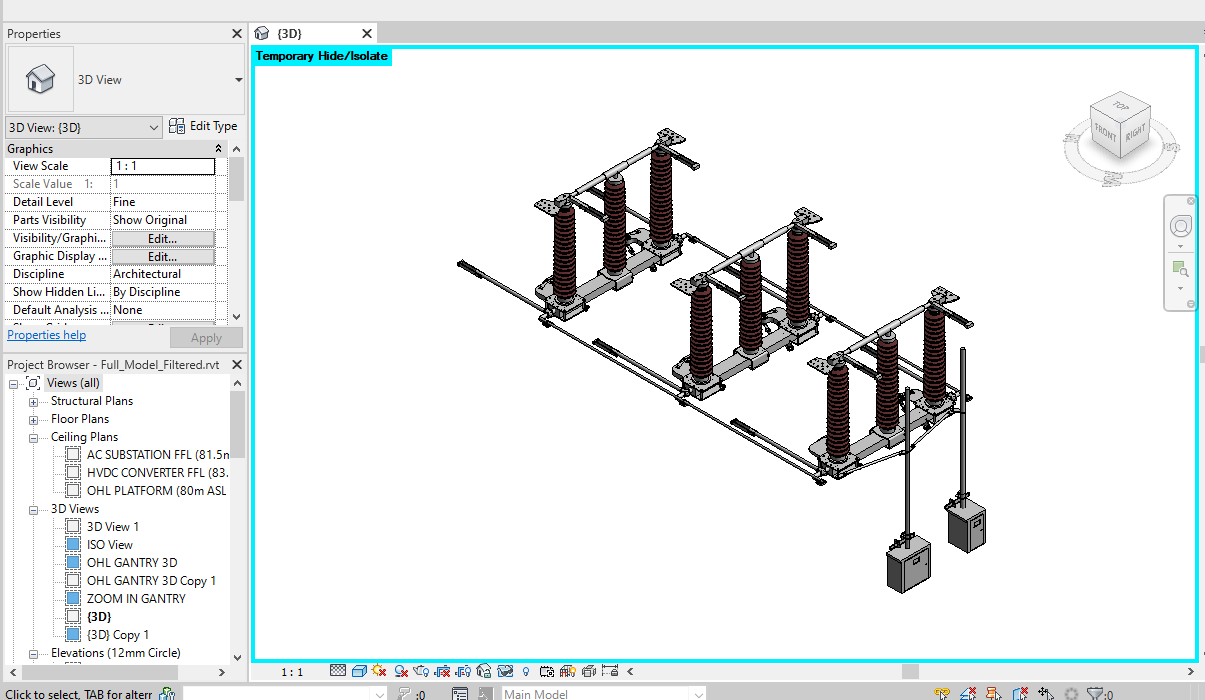 Properties
{3D}
Temporary Hide/Isolate
3D View
3D View: {3D}
Edit Type
Graphics
View Scale 1 : 1
Scale Value 1: 1
Detail Level Fine
Parts Visibility Show Original
Visibility/Graphi... Edit...
Graphic Display ... Edit...
Discipline Architectural
Show Hidden Li... By Discipline
Default Analysis ... None
Properties help
Apply
Project Browser - Full_Model_Filtered.rvt
Views (all)
Structural Plans
Floor Plans
Ceiling Plans
AC SUBSTATION FFL (81.5m
HVDC CONVERTER FFL (83.
OHL PLATFORM (80m ASL
3D Views
3D View 1
ISO View
OHL GANTRY 3D
OHL GANTRY 3D Copy 1
ZOOM IN GANTRY
{3D}
{3D} Copy 1
Elevations (12mm Circle)
TOP
FRONT
RIGHT
W
S
1 : 1
Click to select, TAB for altern
:0
Main Model
:0